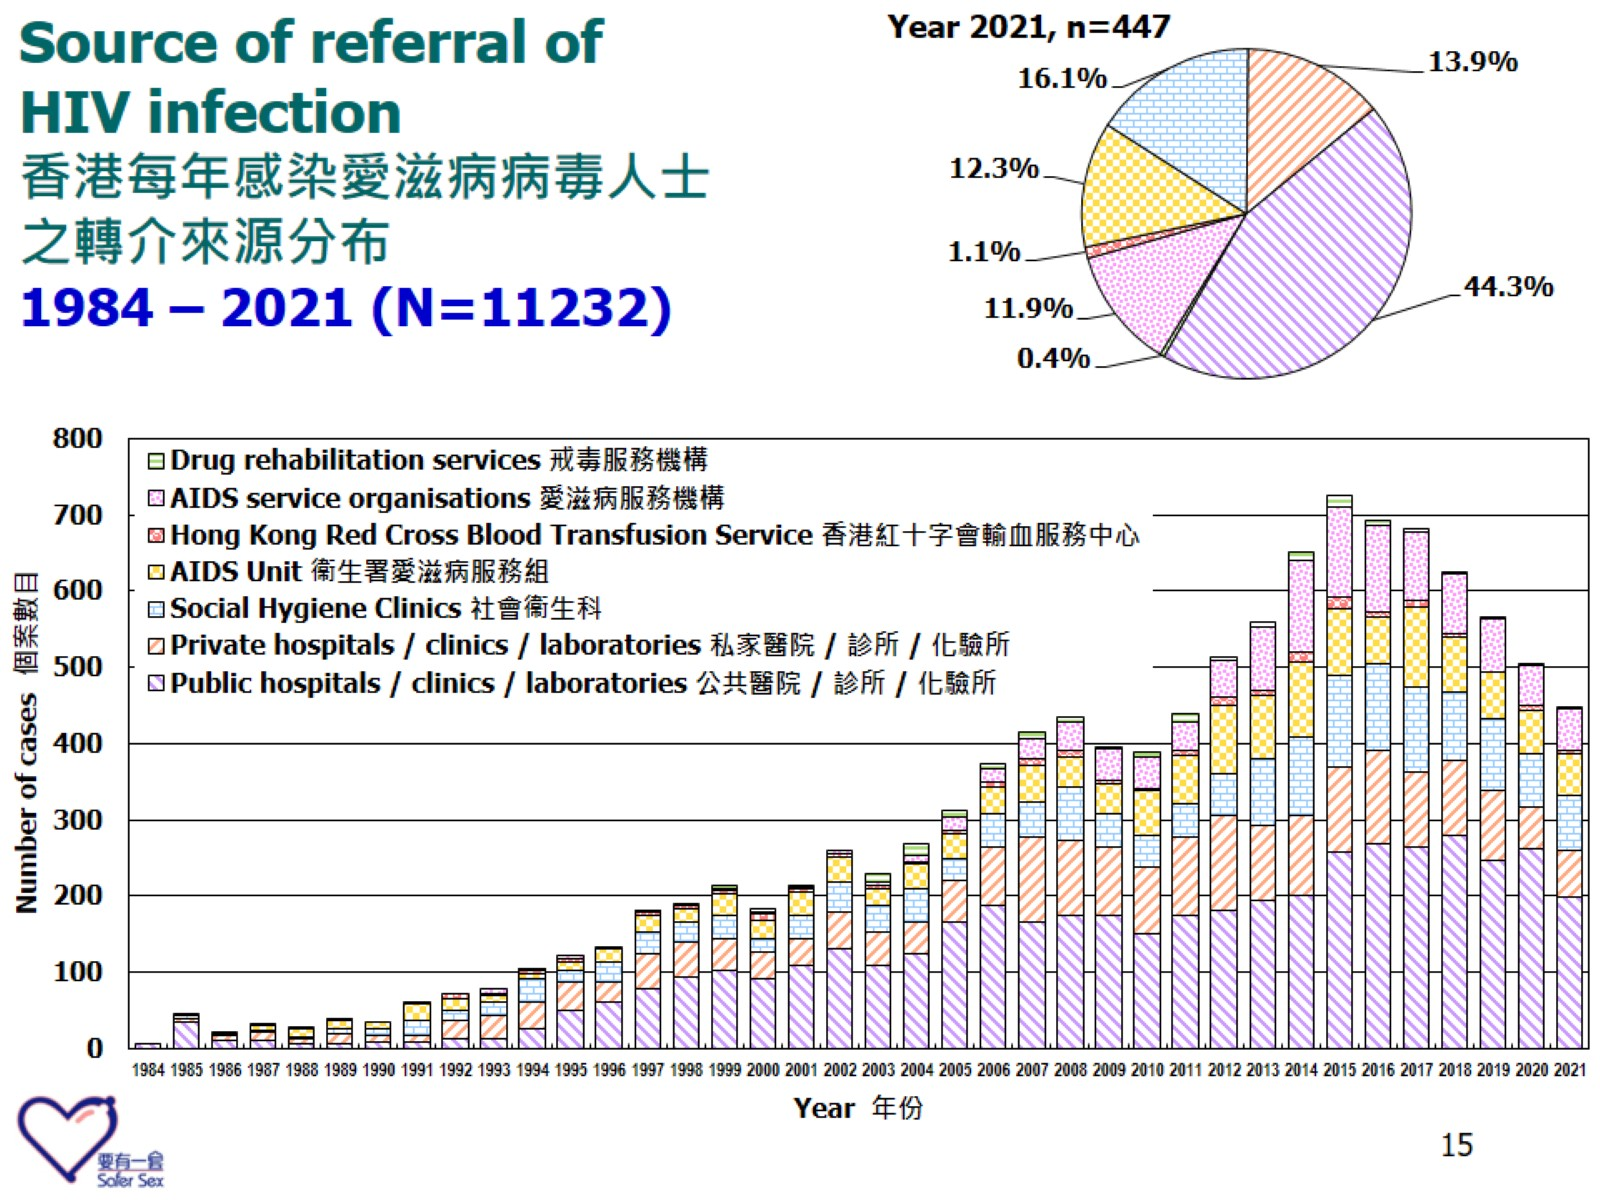 Source of referral of
HIV infection
香港每年感染愛滋病病毒人士
之轉介來源分布
1984 – 2021 (N=11232)
Year 2021, n=447
13.9%
16.1%
12.3%
1.1%
11.9%
0.4%
44.3%
Number of cases 個案數目
800
700
600
500
400
300
200
100
0
Drug rehabilitation services 戒毒服務機構
AIDS service organisations 愛滋病服務機構
Hong Kong Red Cross Blood Transfusion Service 香港紅十字會輸血服務中心
AIDS Unit 衞生署愛滋病服務組
Social Hygiene Clinics 社會衞生科
Private hospitals / clinics / laboratories 私家醫院 / 診所 / 化驗所
Public hospitals / clinics / laboratories 公共醫院 / 診所 / 化驗所
1984 1985 1986 1987 1988 1989 1990 1991 1992 1993 1994 1995 1996 1997 1998 1999 2000 2001 2002 2003 2004 2005 2006 2007 2008 2009 2010 2011 2012 2013 2014 2015 2016 2017 2018 2019 2020 2021
Year 年份
要有一套
Safer Sex
15